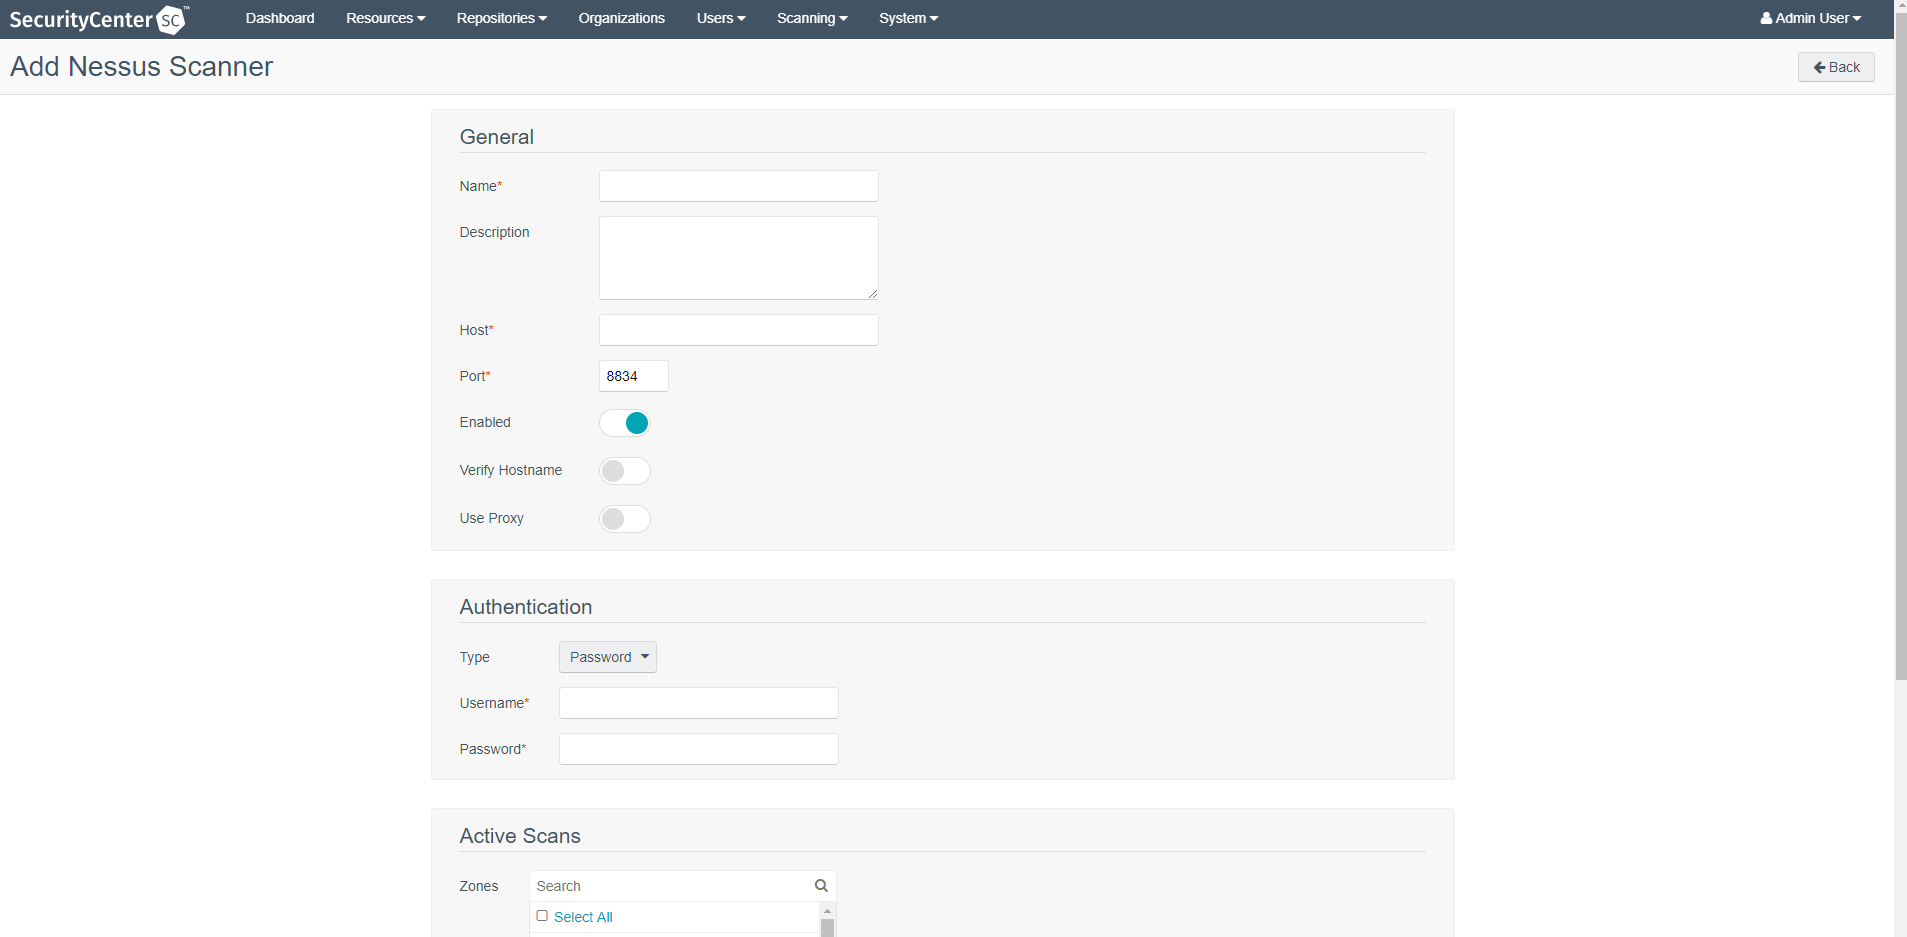 SecurityCenter SC™ Dashboard Resources Repositories Organizations Users Scanning System Admin User
Add Nessus Scanner Back
General
Name*
Description
Host*
Port* 8834
Enabled
Verify Hostname
Use Proxy
Authentication
Type Password
Username*
Password*
Active Scans
Zones Search
Select All